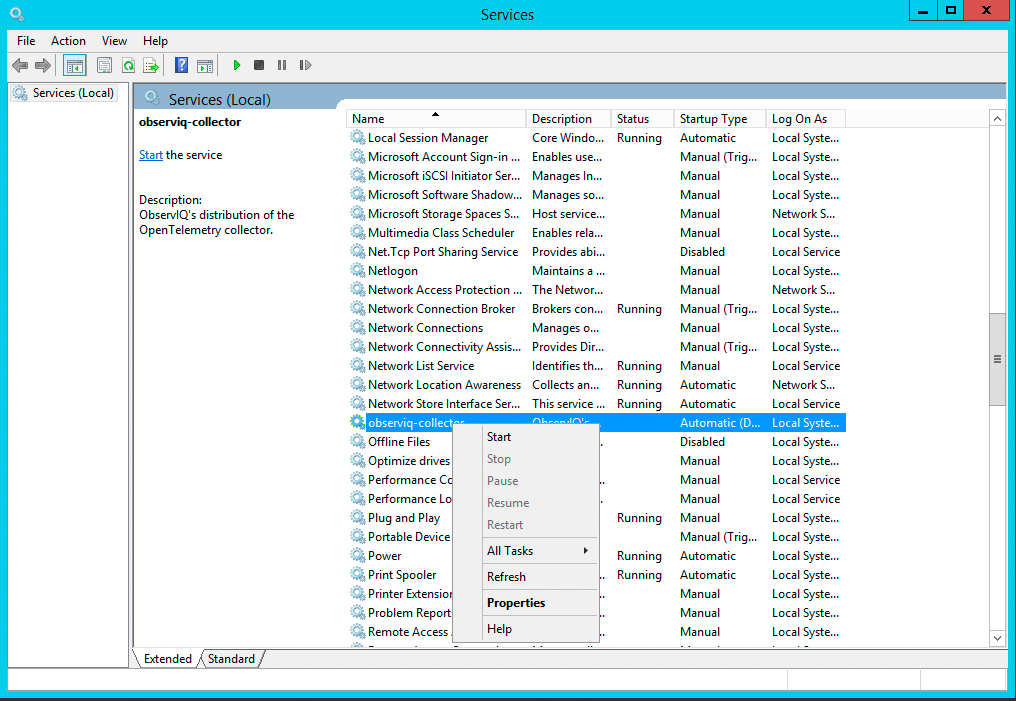 Services
File Action View Help
Services (Local)
Services (Local)
observiq-collector
Start the service
Description:
ObservIQ's distribution of the
OpenTelemetry collector.
Name Description Status Startup Type Log On As
Local Session Manager Core Windo... Running Automatic Local Syste...
Microsoft Account Sign-in ... Enables use... Manual (Trig... Local Syste...
Microsoft iSCSI Initiator Ser... Manages In... Manual Local Syste...
Microsoft Software Shadow... Manages so... Manual Local Syste...
Microsoft Storage Spaces S... Host service... Manual Network S...
Multimedia Class Scheduler Enables rela... Manual Local Syste...
Net.Tcp Port Sharing Service Provides abi... Disabled Local Service
Netlogon Maintains a ... Manual Local Syste...
Network Access Protection ... The Networ... Manual Network S...
Network Connection Broker Brokers con... Running Manual (Trig... Local Syste...
Network Connections Manages o... Manual Local Syste...
Network Connectivity Assis... Provides Dir... Manual (Trig... Local Syste...
Network List Service Identifies th... Running Manual Local Service
Network Location Awareness Collects an... Running Automatic Network S...
Network Store Interface Ser... This service ... Running Automatic Local Service
observiq-collector ObservIQ's ... Automatic (D... Local Syste...
Offline Files Disabled Local Syste...
Optimize drives Manual Local Syste...
Performance Co Manual Local Service
Performance Lo Manual Local Service
Plug and Play Running Manual Local Syste...
Portable Device Manual (Trig... Local Syste...
Power Running Automatic Local Syste...
Print Spooler Running Automatic Local Syste...
Printer Extension Manual Local Syste...
Problem Reports Manual Local Syste...
Remote Access Manual Local Syste...
Start
Stop
Pause
Resume
Restart
All Tasks
Refresh
Properties
Help
Extended Standard